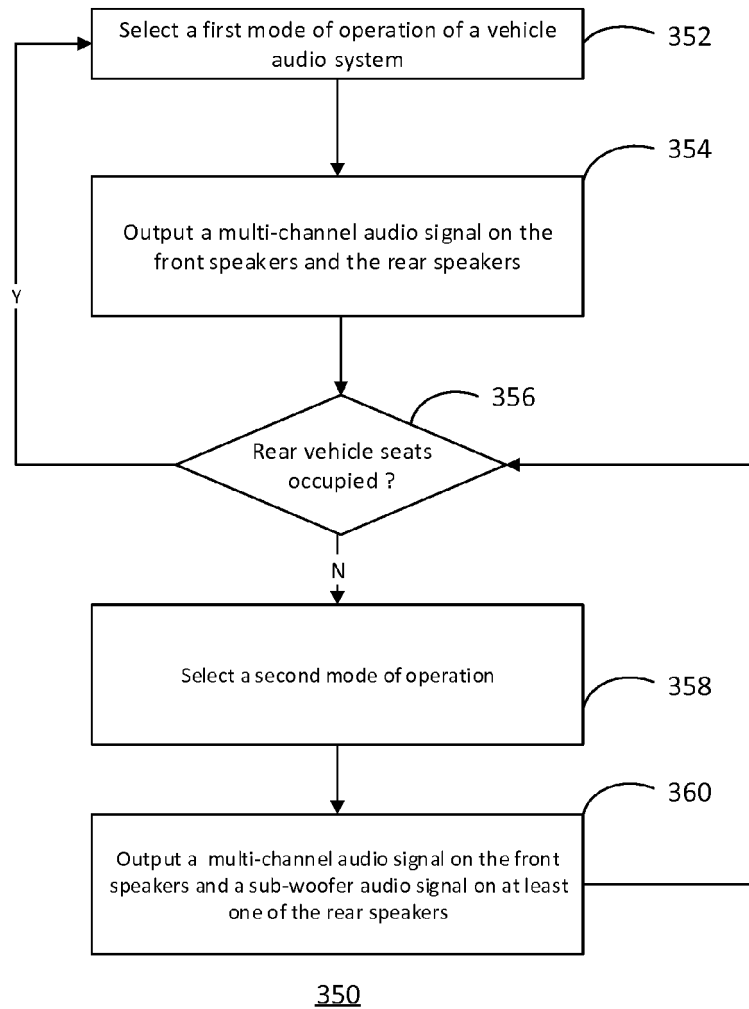 Select a first mode of operation of a vehicle
audio system
352
354
Output a multi-channel audio signal on the
front speakers and the rear speakers
Y
356
Rear vehicle seats
occupied ?
N
Select a second mode of operation
358
360
Output a multi-channel audio signal on the front
speakers and a sub-woofer audio signal on at least
one of the rear speakers
350